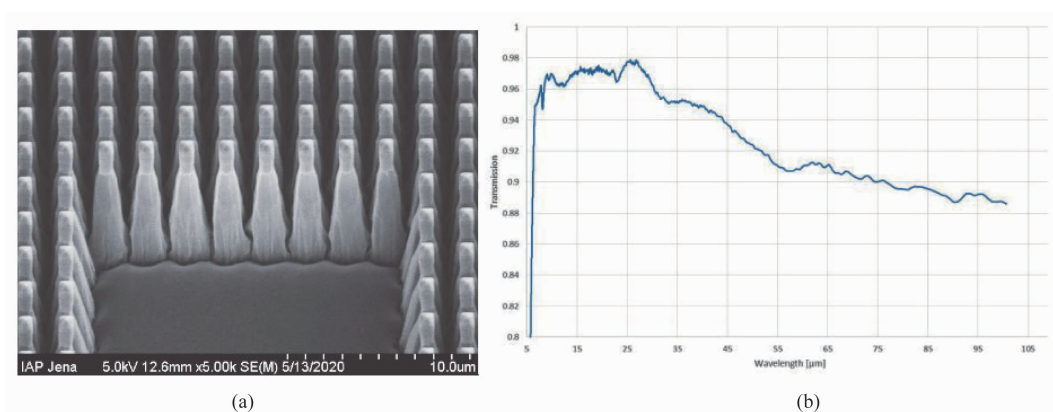 IAP Jena 5.0kV 12.6mm x5.00k SE(M) 5/13/2020 10.0um
(a)
1
0.98
0.96
0.94
0.92
0.9
0.88
0.86
0.84
0.82
0.8
Transmission
5 15 25 35 45 55 65 75 85 95 105
Wavelength [µm]
(b)